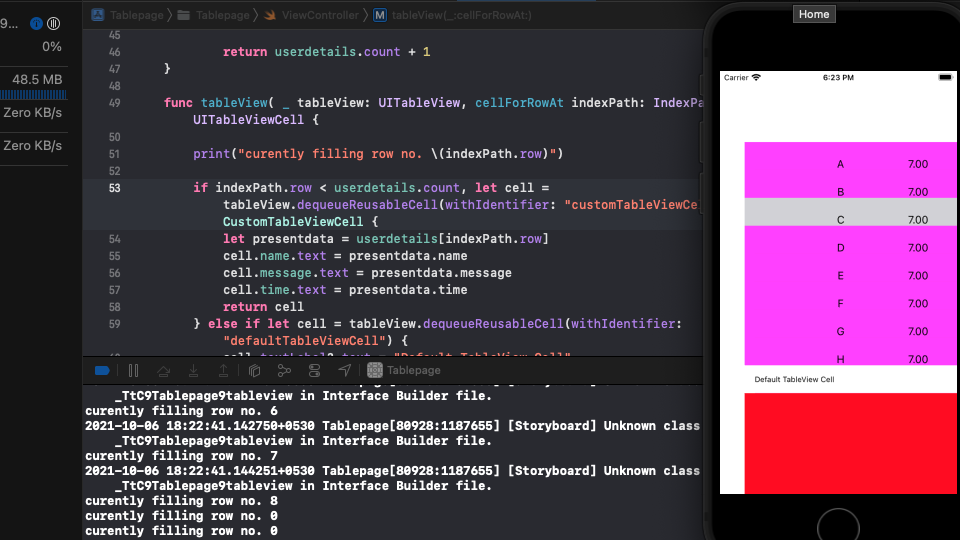 9...
0%
48.5 MB
Zero KB/s
Zero KB/s
Tablepage 〉 Tablepage 〉 ViewController 〉 M tableView(_:cellForRowAt:)
45
46 return userdetails.count + 1
47 }
48
49 func tableView( _ tableView: UITableView, cellForRowAt indexPath: IndexPa
UITableViewCell {
50
51 print("curently filling row no. \(indexPath.row)")
52
53 if indexPath.row < userdetails.count, let cell =
tableView.dequeueReusableCell(withIdentifier: "customTableViewCe
CustomTableViewCell {
54 let presentdata = userdetails[indexPath.row]
55 cell.name.text = presentdata.name
56 cell.message.text = presentdata.message
57 cell.time.text = presentdata.time
58 return cell
59 } else if let cell = tableView.dequeueReusableCell(withIdentifier:
"defaultTableViewCell") {
Tablepage
_TtC9Tablepage9tableview in Interface Builder file.
curently filling row no. 6
2021-10-06 18:22:41.142750+0530 Tablepage[80928:1187655] [Storyboard] Unknown class
_TtC9Tablepage9tableview in Interface Builder file.
curently filling row no. 7
2021-10-06 18:22:41.144251+0530 Tablepage[80928:1187655] [Storyboard] Unknown class
_TtC9Tablepage9tableview in Interface Builder file.
curently filling row no. 8
curently filling row no. 0
curently filling row no. 0
Home
Carrier 6:23 PM
A 7.00
B 7.00
C 7.00
D 7.00
E 7.00
F 7.00
G 7.00
H 7.00
Default TableView Cell